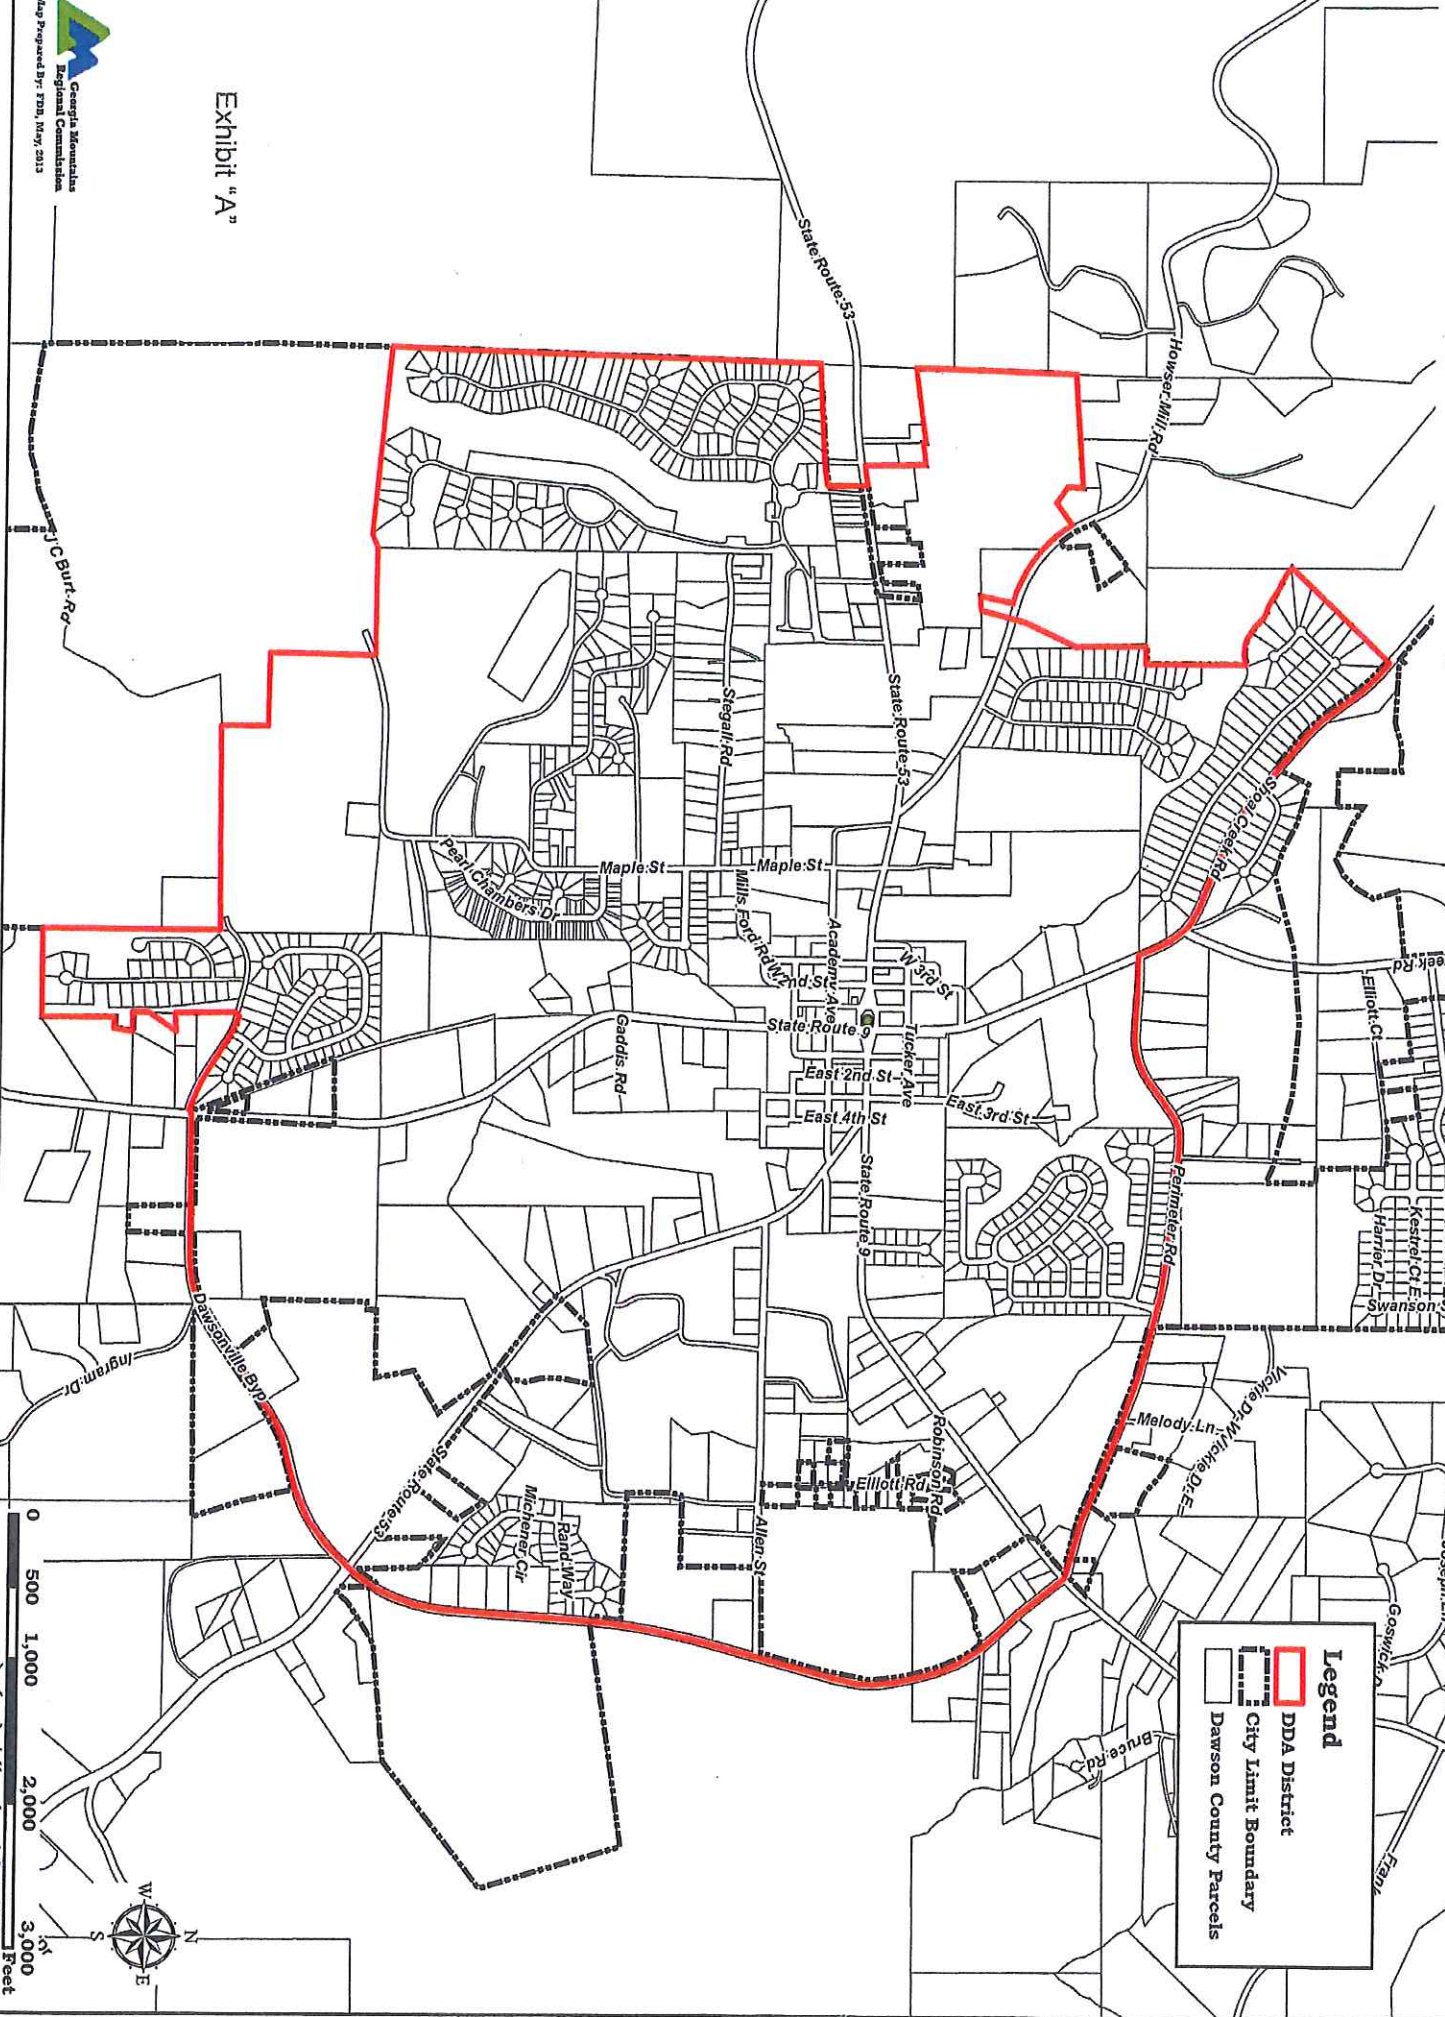 Exhibit "A"
Georgia Mountains
Regional Commission
Map Prepared By: FDB, May, 2013
Legend
DDA District
City Limit Boundary
Dawson County Parcels
State Route 53
Howser Mill Rd
J C Burt Rd
Stegall Rd
State Route 53
Shoal Creek Rd
Maple St
Maple St
Pearl Chambers Dr
Mills Ford Rd
W 2nd St
Academy Ave
W 3rd St
Elliott Ct
Gaddis Rd
State Route 9
Tucker Ave
East 2nd St
East 4th St
East 3rd St
State Route 9
Perimeter Rd
Kestrel Ct E
Harrier Dr
Swanson
Ingram Dr
Dawsonville Byp
Vickie Dr W
Vickie Dr E
Melody Ln
State Route 53
Robinson Rd
Elliott Rd
Michener Cir
Rand Way
Allen St
Goswick
Bruce Rd
0 500 1,000 2,000 3,000
Feet
N
W
E
S